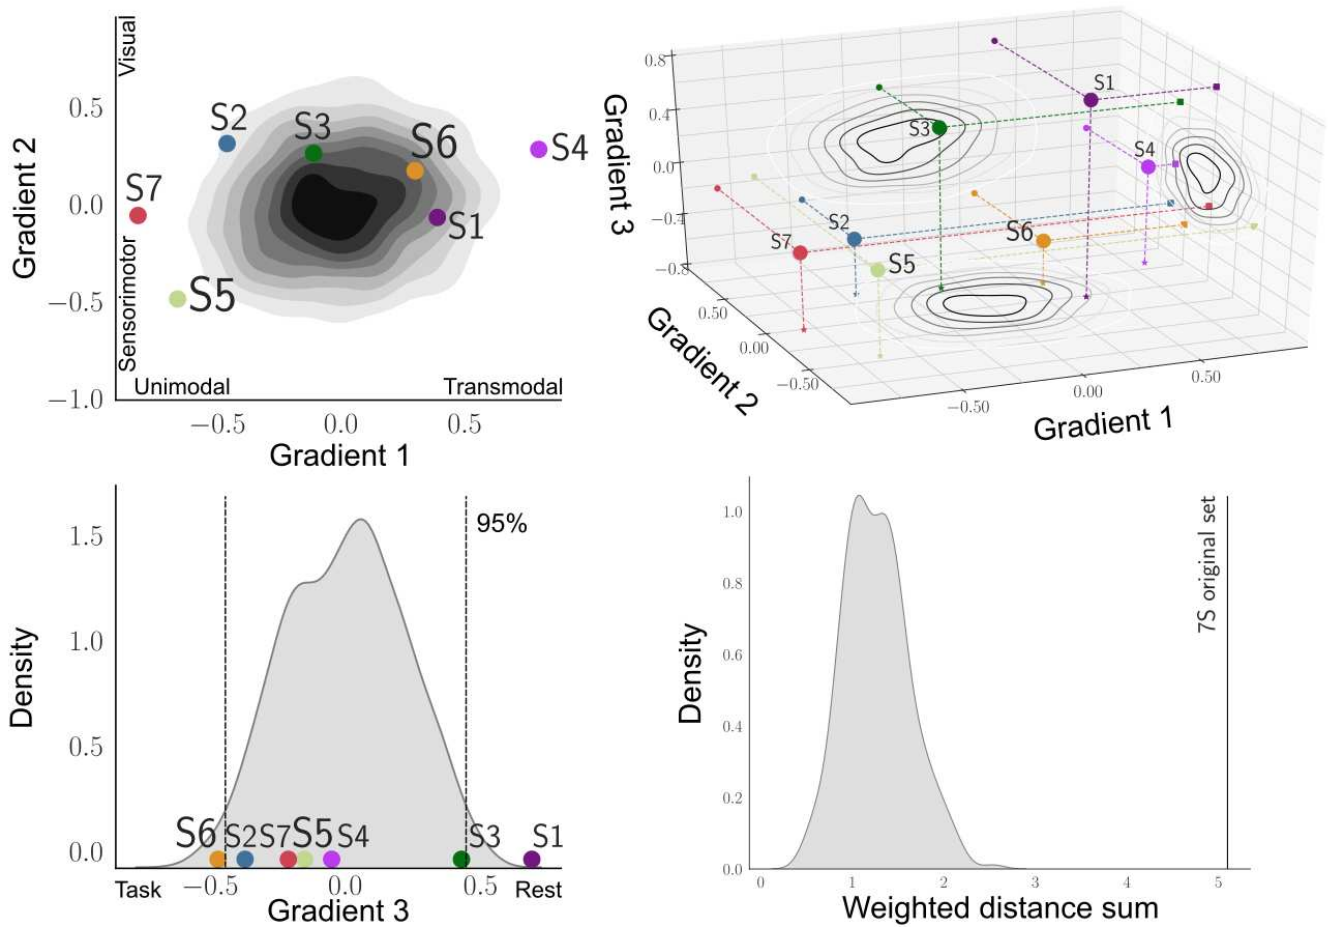 Visual
Sensorimotor
Gradient 2
0.5
0.0
−0.5
−1.0
S2
S3
S6
S4
S7
S1
S5
Unimodal
Transmodal
−0.5
0.0
0.5
Gradient 1
Gradient 3
0.8
0.4
0.0
−0.4
−0.8
S1
S3
S4
S2
S7
S6
S5
0.50
0.00
−0.50
Gradient 2
−0.50
0.00
0.50
Gradient 1
Density
1.5
1.0
0.5
0.0
95%
S6
S2
S7
S5
S4
S3
S1
Task
−0.5
0.0
0.5
Rest
Gradient 3
Density
1.0
0.8
0.6
0.4
0.2
0.0
7S original set
0
1
2
3
4
5
Weighted distance sum